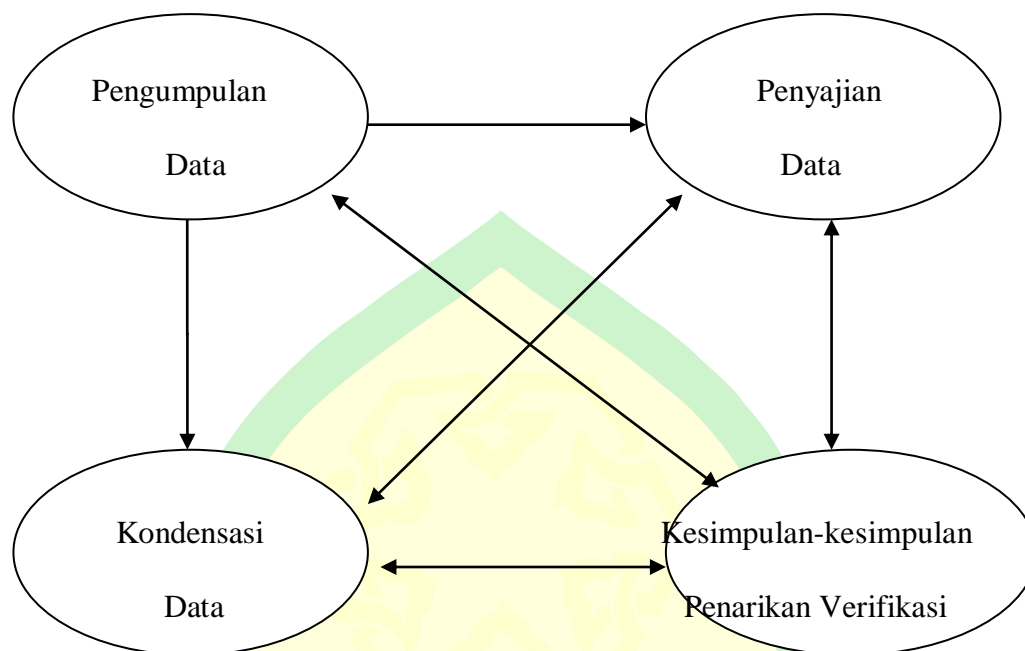 Pengumpulan
Data
Penyajian
Data
Kondensasi
Data
Kesimpulan-kesimpulan
Penarikan Verifikasi